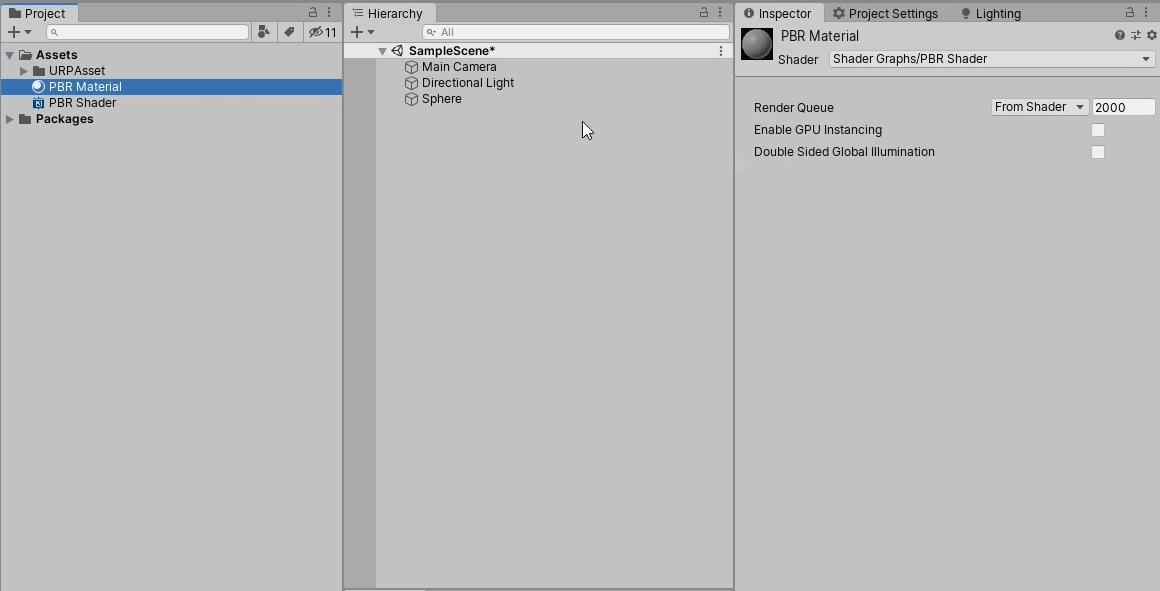 Project
11
Assets
URPAsset
PBR Material
PBR Shader
Packages
Hierarchy
All
SampleScene*
Main Camera
Directional Light
Sphere
Inspector Project Settings Lighting
PBR Material
Shader Shader Graphs/PBR Shader
Render Queue From Shader 2000
Enable GPU Instancing
Double Sided Global Illumination